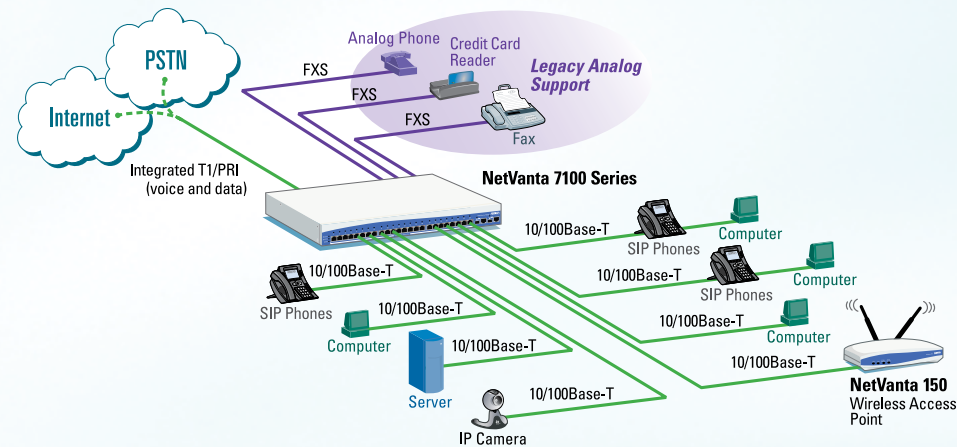 PSTN
Internet
Integrated T1/PRI
(voice and data)
Analog Phone
Credit Card
Reader
Legacy Analog
Support
FXS
FXS
FXS
Fax
NetVanta 7100 Series
10/100Base-T
SIP Phones
Computer
10/100Base-T
SIP Phones
Computer
10/100Base-T
SIP Phones
10/100Base-T
Computer
10/100Base-T
Computer
10/100Base-T
Server
10/100Base-T
NetVanta 150
Wireless Access
Point
10/100Base-T
IP Camera